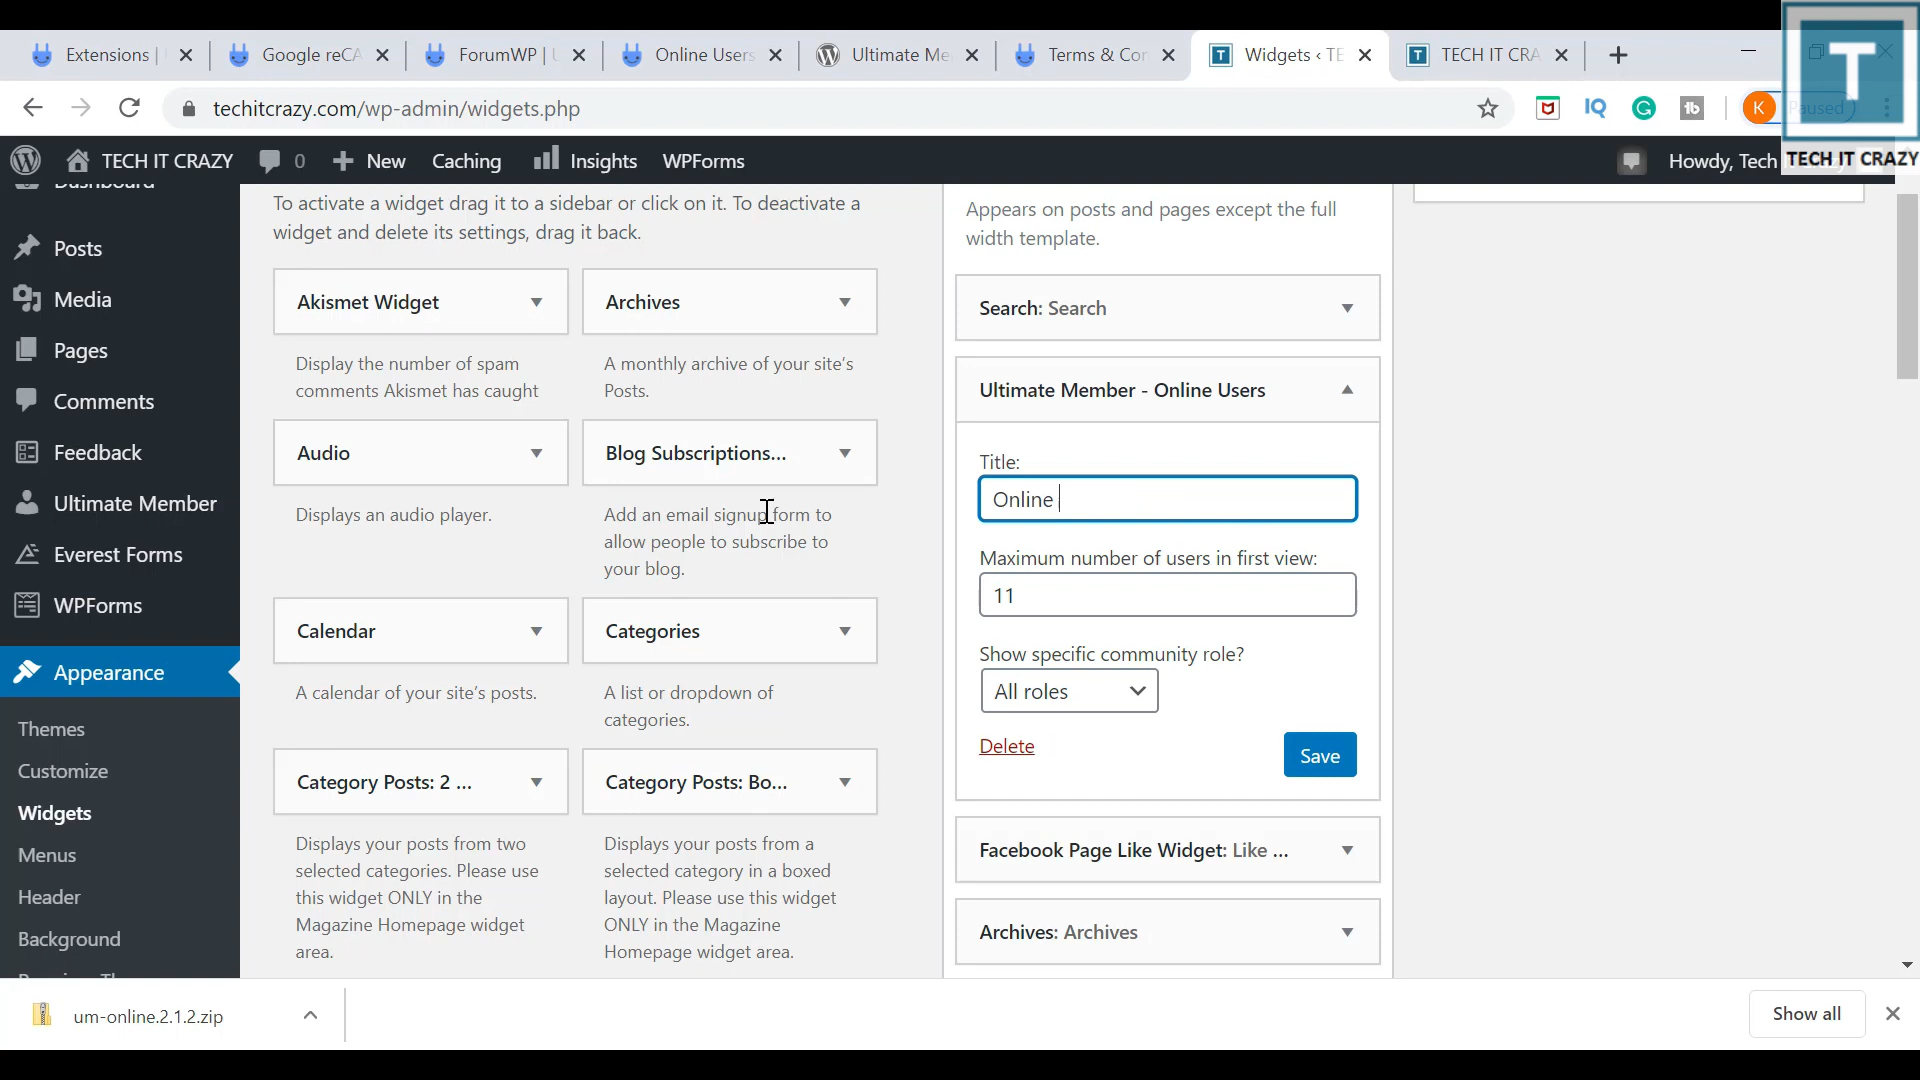 Extensions |
Google reCA
ForumWP |
Online Users
Ultimate Me
Terms & Cor
Widgets ‹ TE
TECH IT CRA
techitcrazy.com/wp-admin/widgets.php
IQ
tb
K
Paused
T
TECH IT CRAZY
TECH IT CRAZY
0
New
Caching
Insights
WPForms
Howdy, Tech
Dashboard
Posts
Media
Pages
Comments
Feedback
Ultimate Member
Everest Forms
WPForms
Appearance
Themes
Customize
Widgets
Menus
Header
Background
To activate a widget drag it to a sidebar or click on it. To deactivate a
widget and delete its settings, drag it back.
Akismet Widget
Display the number of spam
comments Akismet has caught
Archives
A monthly archive of your site's
Posts.
Audio
Displays an audio player.
Blog Subscriptions...
Add an email signup form to
allow people to subscribe to
your blog.
Calendar
A calendar of your site's posts.
Categories
A list or dropdown of
categories.
Category Posts: 2 ...
Displays your posts from two
selected categories. Please use
this widget ONLY in the
Magazine Homepage widget
area.
Category Posts: Bo...
Displays your posts from a
selected category in a boxed
layout. Please use this widget
ONLY in the Magazine
Homepage widget area.
Appears on posts and pages except the full
width template.
Search: Search
Ultimate Member - Online Users
Title:
Online
Maximum number of users in first view:
11
Show specific community role?
All roles
Delete
Save
Facebook Page Like Widget: Like ...
Archives: Archives
um-online.2.1.2.zip
Show all